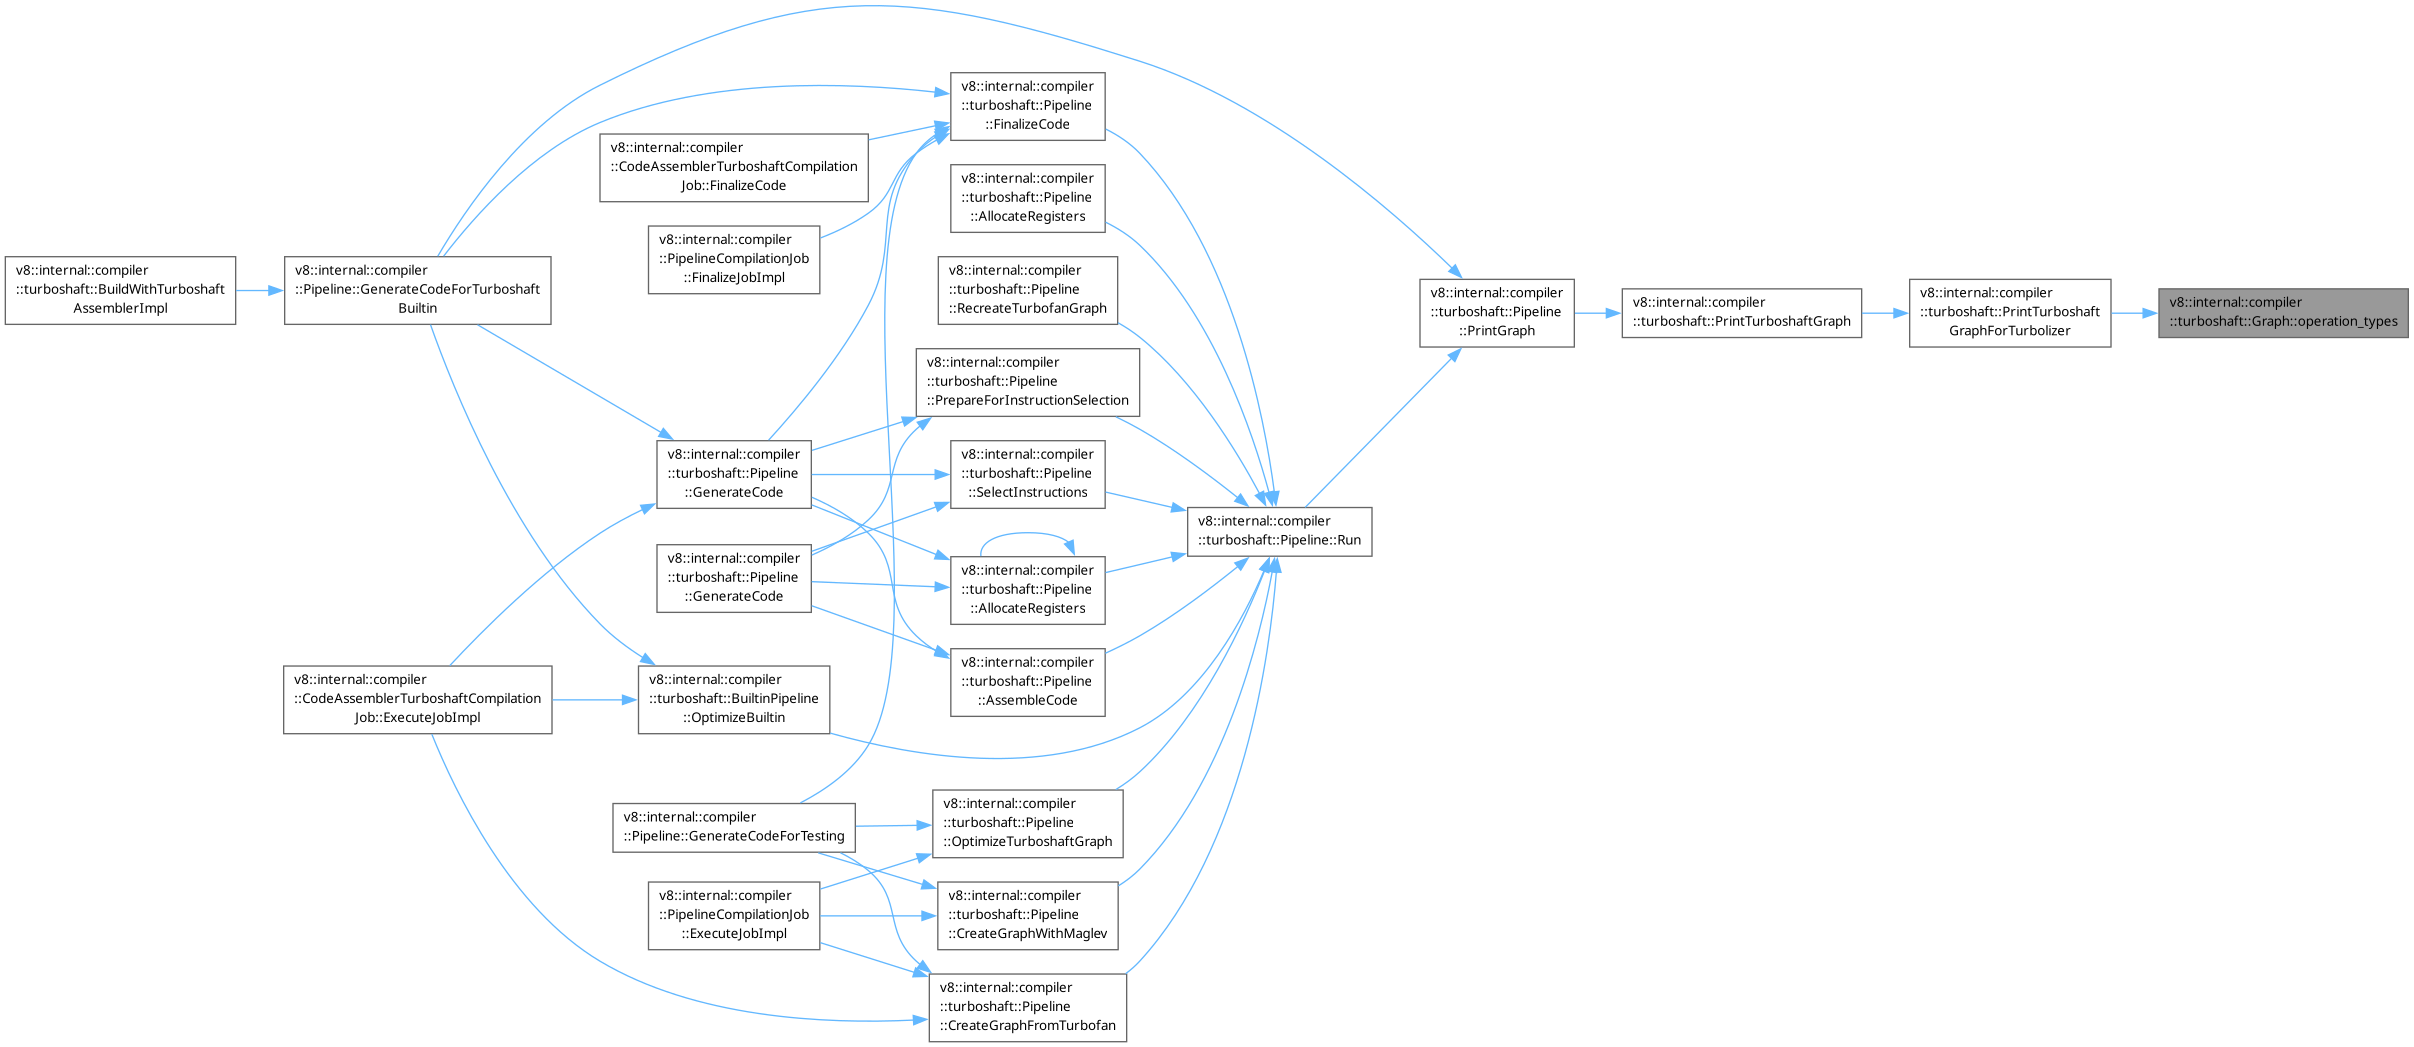 v8::internal::compiler
::turboshaft::BuildWithTurboshaft
AssemblerImpl
v8::internal::compiler
::Pipeline::GenerateCodeForTurboshaft
Builtin
v8::internal::compiler
::CodeAssemblerTurboshaftCompilation
Job::ExecuteJobImpl
v8::internal::compiler
::CodeAssemblerTurboshaftCompilation
Job::FinalizeCode
v8::internal::compiler
::PipelineCompilationJob
::FinalizeJobImpl
v8::internal::compiler
::turboshaft::Pipeline
::GenerateCode
v8::internal::compiler
::turboshaft::Pipeline
::GenerateCode
v8::internal::compiler
::turboshaft::BuiltinPipeline
::OptimizeBuiltin
v8::internal::compiler
::Pipeline::GenerateCodeForTesting
v8::internal::compiler
::PipelineCompilationJob
::ExecuteJobImpl
v8::internal::compiler
::turboshaft::Pipeline
::FinalizeCode
v8::internal::compiler
::turboshaft::Pipeline
::AllocateRegisters
v8::internal::compiler
::turboshaft::Pipeline
::RecreateTurbofanGraph
v8::internal::compiler
::turboshaft::Pipeline
::PrepareForInstructionSelection
v8::internal::compiler
::turboshaft::Pipeline
::SelectInstructions
v8::internal::compiler
::turboshaft::Pipeline
::AllocateRegisters
v8::internal::compiler
::turboshaft::Pipeline
::AssembleCode
v8::internal::compiler
::turboshaft::Pipeline
::OptimizeTurboshaftGraph
v8::internal::compiler
::turboshaft::Pipeline
::CreateGraphWithMaglev
v8::internal::compiler
::turboshaft::Pipeline
::CreateGraphFromTurbofan
v8::internal::compiler
::turboshaft::Pipeline::Run
v8::internal::compiler
::turboshaft::Pipeline
::PrintGraph
v8::internal::compiler
::turboshaft::PrintTurboshaftGraph
v8::internal::compiler
::turboshaft::PrintTurboshaft
GraphForTurbolizer
v8::internal::compiler
::turboshaft::Graph::operation_types